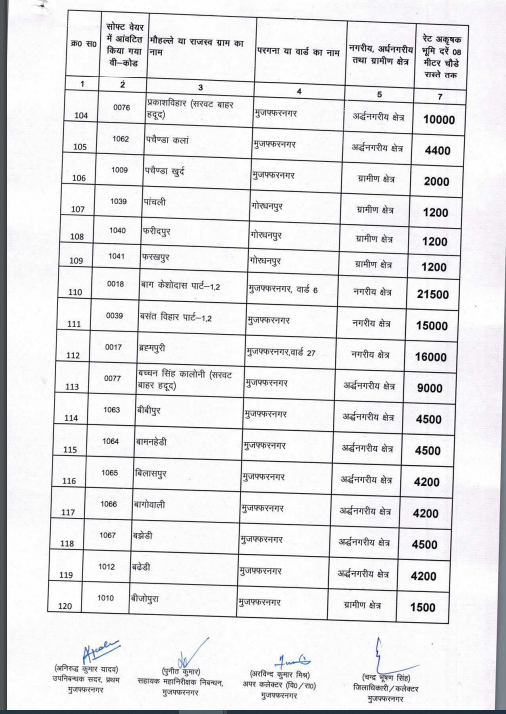 क्र0 स0 | सोफ्ट वेयर में आंवटित किया गया वी–कोड | मौहल्ले या राजस्व ग्राम का नाम | परगना या वार्ड का नाम | नगरीय, अर्धनगरीय तथा ग्रामीण क्षेत्र | रेट अकृषक भूमि दरें 08 मीटर चौडे रास्ते तक
1 | 2 | 3 | 4 | 5 | 7
104 | 0076 | प्रकाशविहार (सरवट बाहर हदूद) | मुजफ्फरनगर | अर्द्धनगरीय क्षेत्र | 10000
105 | 1062 | पचैण्डा कलां | मुजफ्फरनगर | अर्द्धनगरीय क्षेत्र | 4400
106 | 1009 | पचैण्डा खुर्द | मुजफ्फरनगर | ग्रामीण क्षेत्र | 2000
107 | 1039 | पांचली | गोरधनपुर | ग्रामीण क्षेत्र | 1200
108 | 1040 | फरीदपुर | गोरधनपुर | ग्रामीण क्षेत्र | 1200
109 | 1041 | फरखपुर | गोरधनपुर | ग्रामीण क्षेत्र | 1200
110 | 0018 | बाग केशोदास पार्ट–1,2 | मुजफ्फरनगर, वार्ड 6 | नगरीय क्षेत्र | 21500
111 | 0039 | बसंत विहार पार्ट–1,2 | मुजफ्फरनगर | नगरीय क्षेत्र | 15000
112 | 0017 | ब्रह्मपुरी | मुजफ्फरनगर,वार्ड 27 | नगरीय क्षेत्र | 16000
113 | 0077 | बच्चन सिंह कालोनी (सरवट बाहर हदूद) | मुजफ्फरनगर | अर्द्धनगरीय क्षेत्र | 9000
114 | 1063 | बीबीपुर | मुजफ्फरनगर | अर्द्धनगरीय क्षेत्र | 4500
115 | 1064 | बामनहेडी | मुजफ्फरनगर | अर्द्धनगरीय क्षेत्र | 4500
116 | 1065 | बिलासपुर | मुजफ्फरनगर | अर्द्धनगरीय क्षेत्र | 4200
117 | 1066 | बागोवाली | मुजफ्फरनगर | अर्द्धनगरीय क्षेत्र | 4200
118 | 1067 | बझेडी | मुजफ्फरनगर | अर्द्धनगरीय क्षेत्र | 4500
119 | 1012 | बढेडी | मुजफ्फरनगर | अर्द्धनगरीय क्षेत्र | 4200
120 | 1010 | बीजोपुरा | मुजफ्फरनगर | ग्रामीण क्षेत्र | 1500
(अनिरुद्ध कुमार यादव)
उपनिबन्धक सदर, प्रथम
मुजफ्फरनगर
(पुनीत कुमार)
सहायक महानिरीक्षक निबन्धन,
मुजफ्फरनगर
(अरविन्द कुमार मिश्र)
अपर कलेक्टर (वि0/रा0)
मुजफ्फरनगर
(चन्द्र भूषण सिंह)
जिलाधिकारी/कलेक्टर
मुजफ्फरनगर